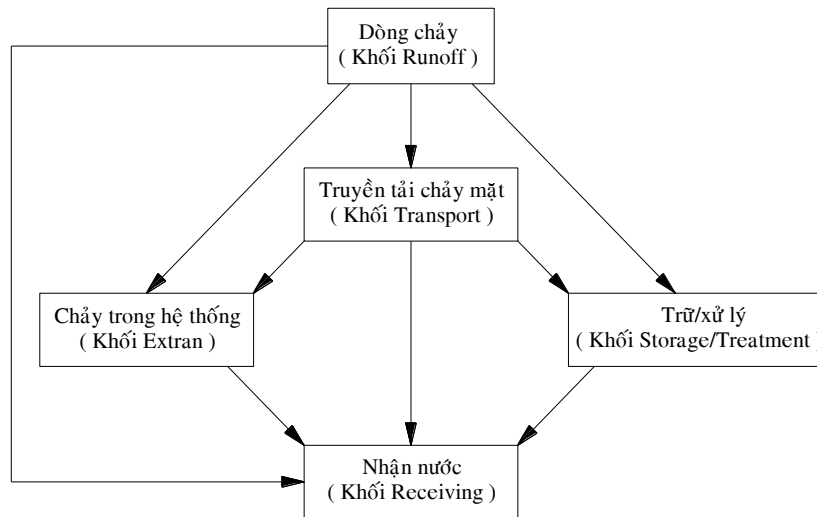 Dòng chảy
( Khối Runoff )
Truyền tải chảy mặt
( Khối Transport )
Chảy trong hệ thống
( Khối Extran )
Trữ/xử lý
( Khối Storage/Treatment )
Nhận nước
( Khối Receiving )